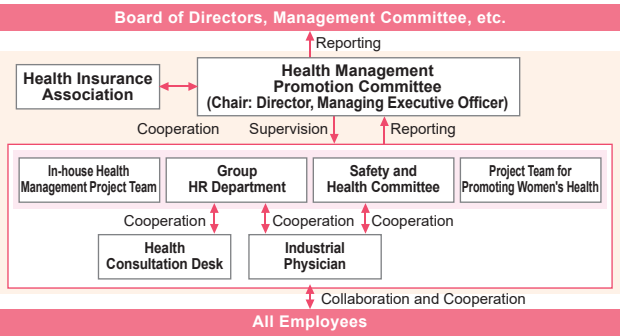 Board of Directors, Management Committee, etc.
Reporting
Health Insurance
Association
Health Management
Promotion Committee
(Chair: Director, Managing Executive Officer)
Cooperation
Supervision
Reporting
In-house Health
Management Project Team
Group
HR Department
Safety and
Health Committee
Project Team for
Promoting Women's Health
Cooperation
Cooperation
Cooperation
Health
Consultation Desk
Industrial
Physician
Collaboration and Cooperation
All Employees